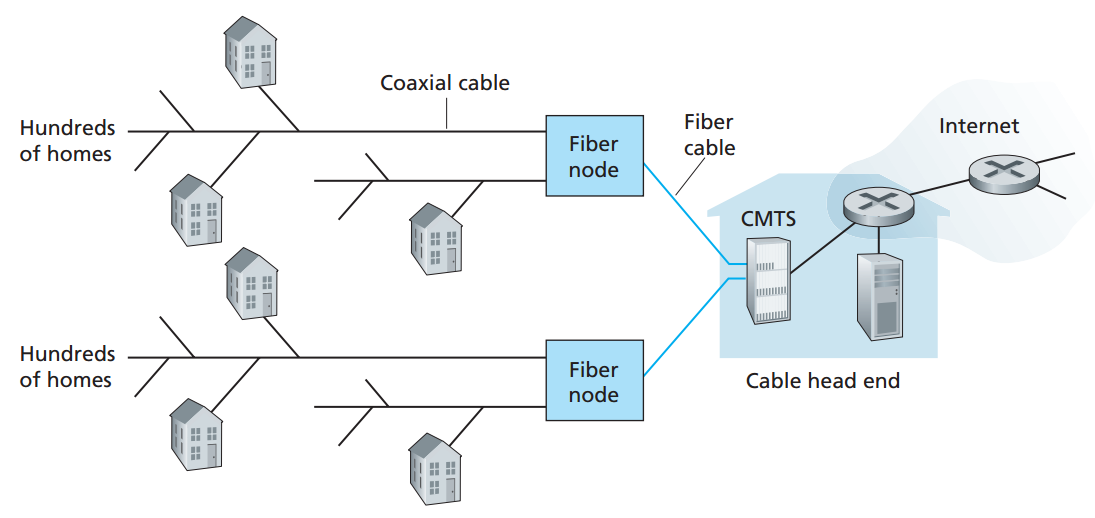 Coaxial cable
Hundreds
of homes
Fiber
node
Fiber
cable
Internet
CMTS
Hundreds
of homes
Fiber
node
Cable head end